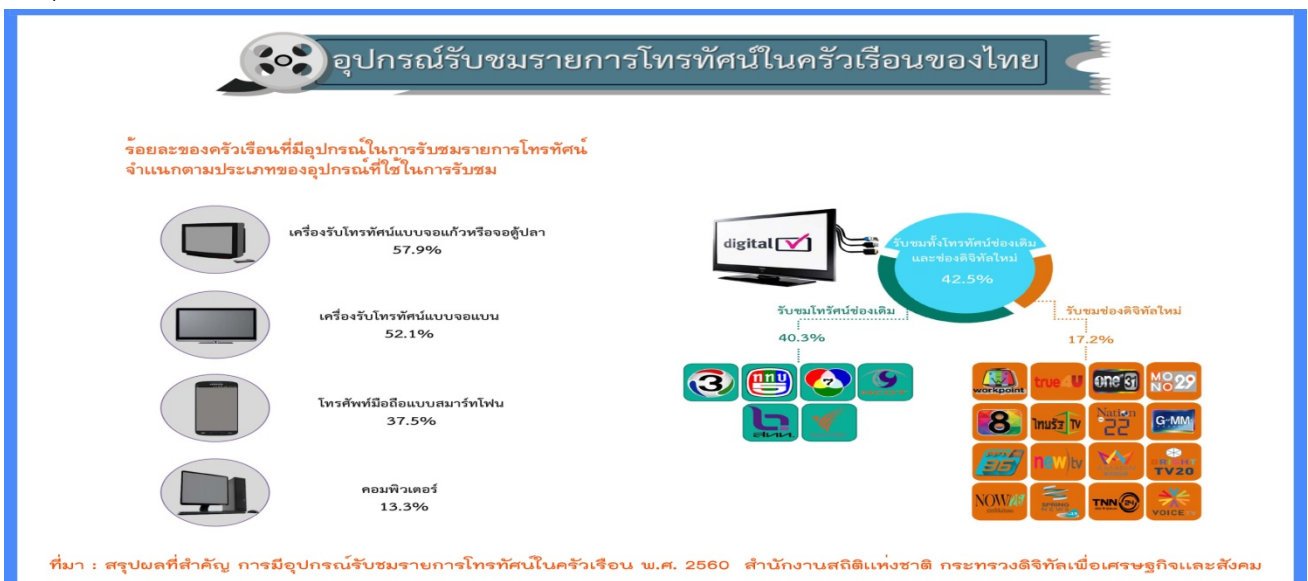 อุปกรณ์รับชมรายการโทรทัศน์ในครัวเรือนของไทย
ร้อยละของครัวเรือนที่มีอุปกรณ์ในการรับชมรายการโทรทัศน์
จำแนกตามประเภทของอุปกรณ์ที่ใช้ในการรับชม
เครื่องรับโทรทัศน์แบบจอแก้วหรือจอตู้ปลา
57.9%
เครื่องรับโทรทัศน์แบบจอแบน
52.1%
โทรศัพท์มือถือแบบสมาร์ทโฟน
37.5%
คอมพิวเตอร์
13.3%
digital
รับชมทั้งโทรทัศน์ช่องเดิม
และช่องดิจิทัลใหม่
42.5%
รับชมโทรัศน์ช่องเดิม
40.3%
3 ททบ 7
สทท.
รับชมช่องดิจิทัลใหม่
17.2%
workpoint true4U one 31 MONO29
8 ไทยรัฐ TV Nation 22 G-MM
new)tv BRIGHT TV20
NOW26 SPRING NEWS TNN24 VOICE TV
ที่มา : สรุปผลที่สำคัญ การมีอุปกรณ์รับชมรายการโทรทัศน์ในครัวเรือน พ.ศ. 2560 สำนักงานสถิติแห่งชาติ กระทรวงดิจิทัลเพื่อเศรษฐกิจและสังคม